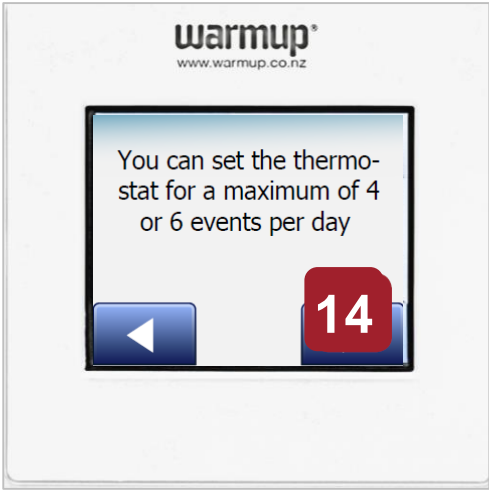 warmup®
www.warmup.co.nz
You can set the thermo-
stat for a maximum of 4
or 6 events per day
14